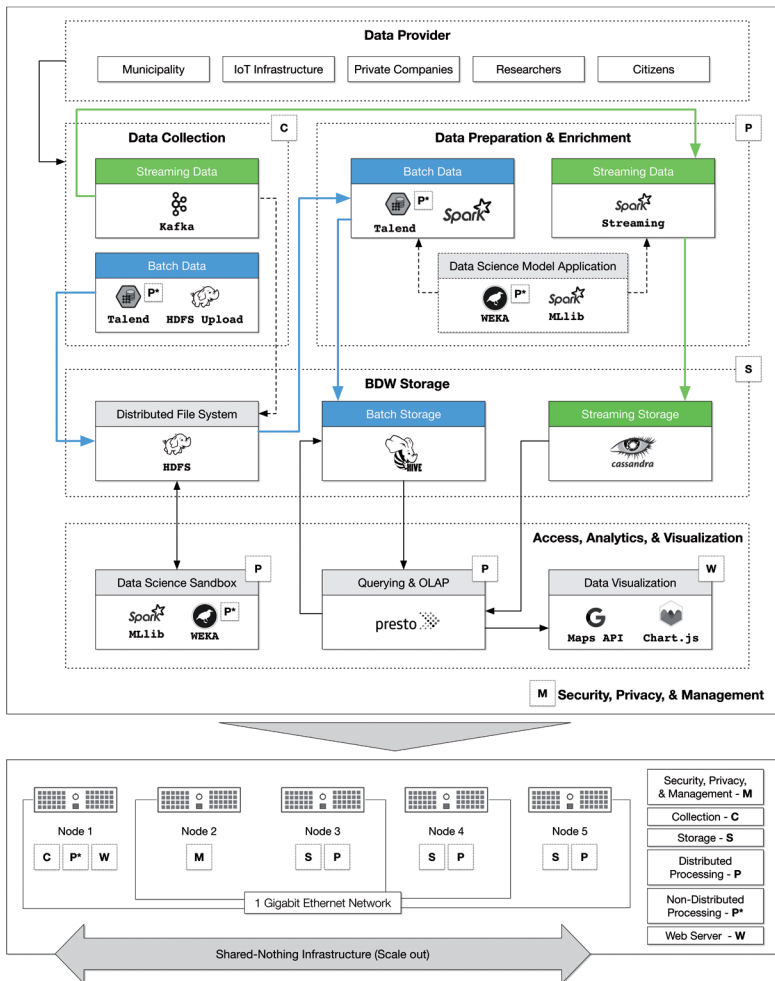 Data Provider
Municipality
IoT Infrastructure
Private Companies
Researchers
Citizens
Data Collection
C
Data Preparation & Enrichment
P
Streaming Data
Kafka
Batch Data
Talend
P*
Spark
Streaming Data
Spark
Streaming
Batch Data
Talend
P*
HDFS Upload
Data Science Model Application
WEKA
P*
Spark
MLlib
S
BDW Storage
Distributed File System
HDFS
Batch Storage
HIVE
Streaming Storage
cassandra
Access, Analytics, & Visualization
P
Data Science Sandbox
Spark
MLlib
WEKA
P*
P
Querying & OLAP
presto
W
Data Visualization
Maps API
Chart.js
M
Security, Privacy, & Management
Node 1
C
P*
W
Node 2
M
Node 3
S
P
Node 4
S
P
Node 5
S
P
1 Gigabit Ethernet Network
Shared-Nothing Infrastructure (Scale out)
Security, Privacy,
& Management - M
Collection - C
Storage - S
Distributed
Processing - P
Non-Distributed
Processing - P*
Web Server - W